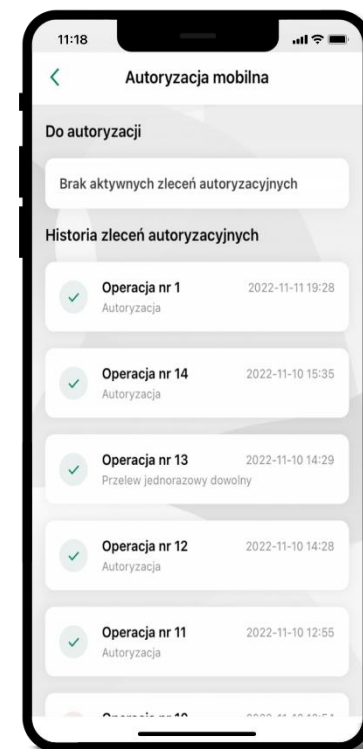 11:18
Autoryzacja mobilna
Do autoryzacji
Brak aktywnych zleceń autoryzacyjnych
Historia zleceń autoryzacyjnych
Operacja nr 1 2022-11-11 19:28
Autoryzacja
Operacja nr 14 2022-11-10 15:35
Autoryzacja
Operacja nr 13 2022-11-10 14:29
Przelew jednorazowy dowolny
Operacja nr 12 2022-11-10 14:28
Autoryzacja
Operacja nr 11 2022-11-10 12:55
Autoryzacja